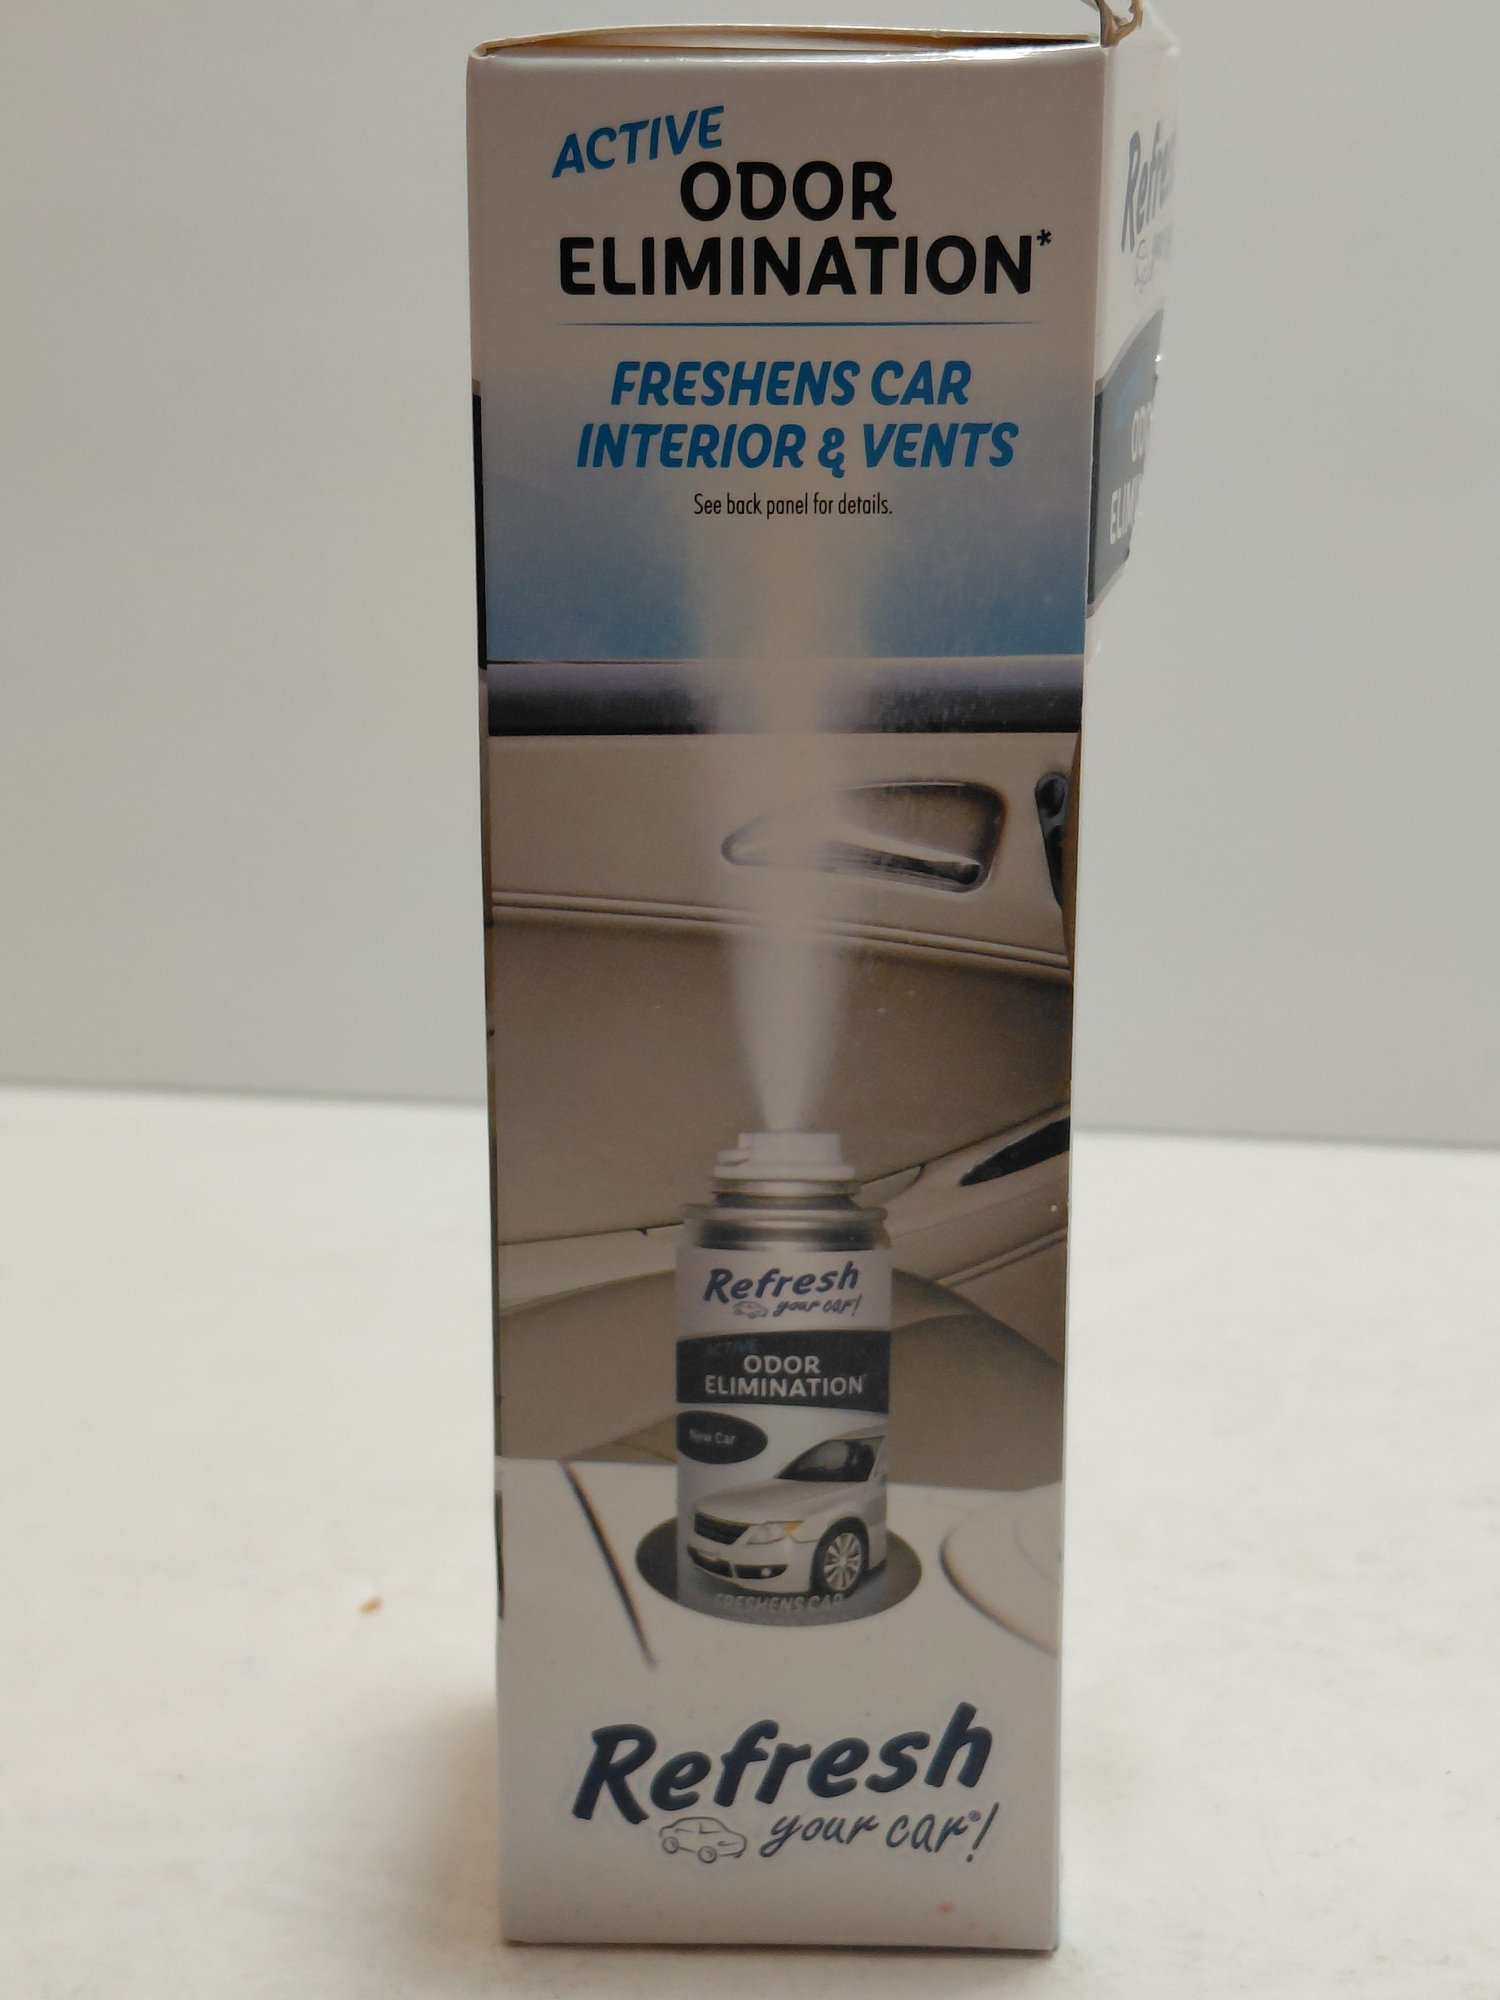 ACTIVE
ODOR
ELIMINATION*
FRESHENS CAR
INTERIOR & VENTS
See back panel for details.
Refresh
your car!
ACTIVE
ODOR
ELIMINATION
New Car
FRESHENS CAR
Refresh
your car®!